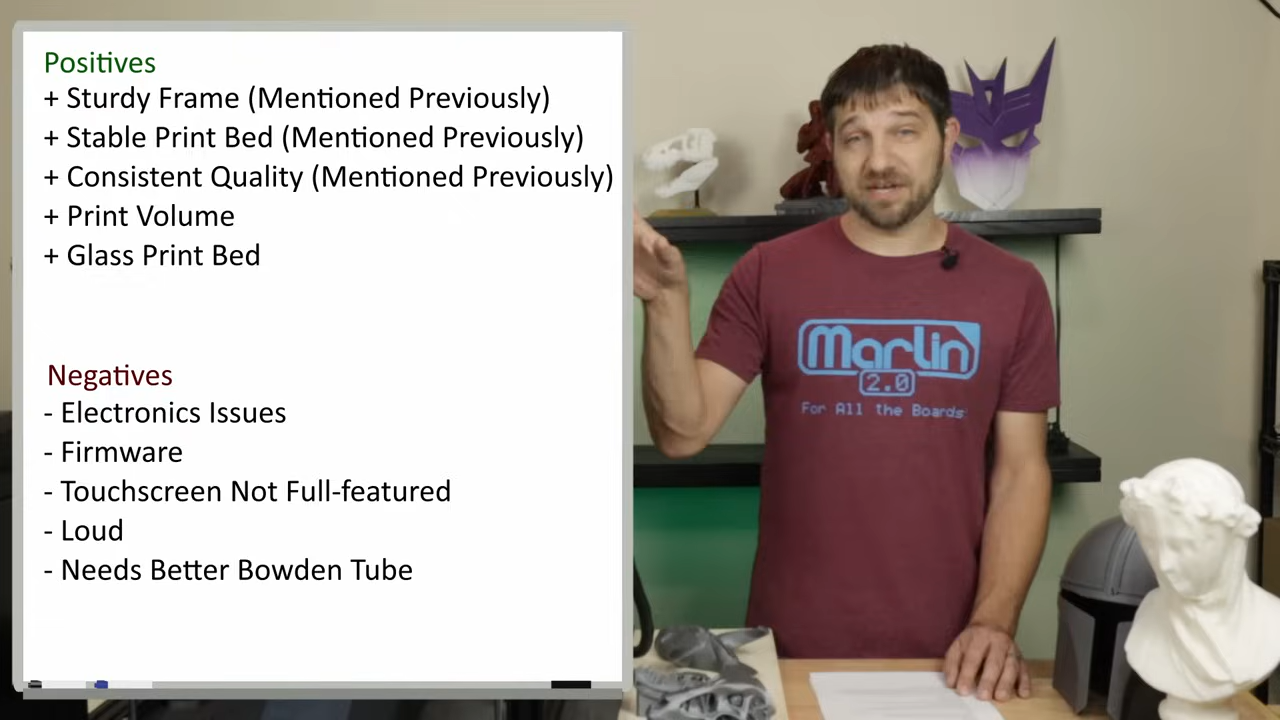 Positives
+ Sturdy Frame (Mentioned Previously)
+ Stable Print Bed (Mentioned Previously)
+ Consistent Quality (Mentioned Previously)
+ Print Volume
+ Glass Print Bed
Negatives
- Electronics Issues
- Firmware
- Touchscreen Not Full-featured
- Loud
- Needs Better Bowden Tube
Marlin
2.0
For All the Boards